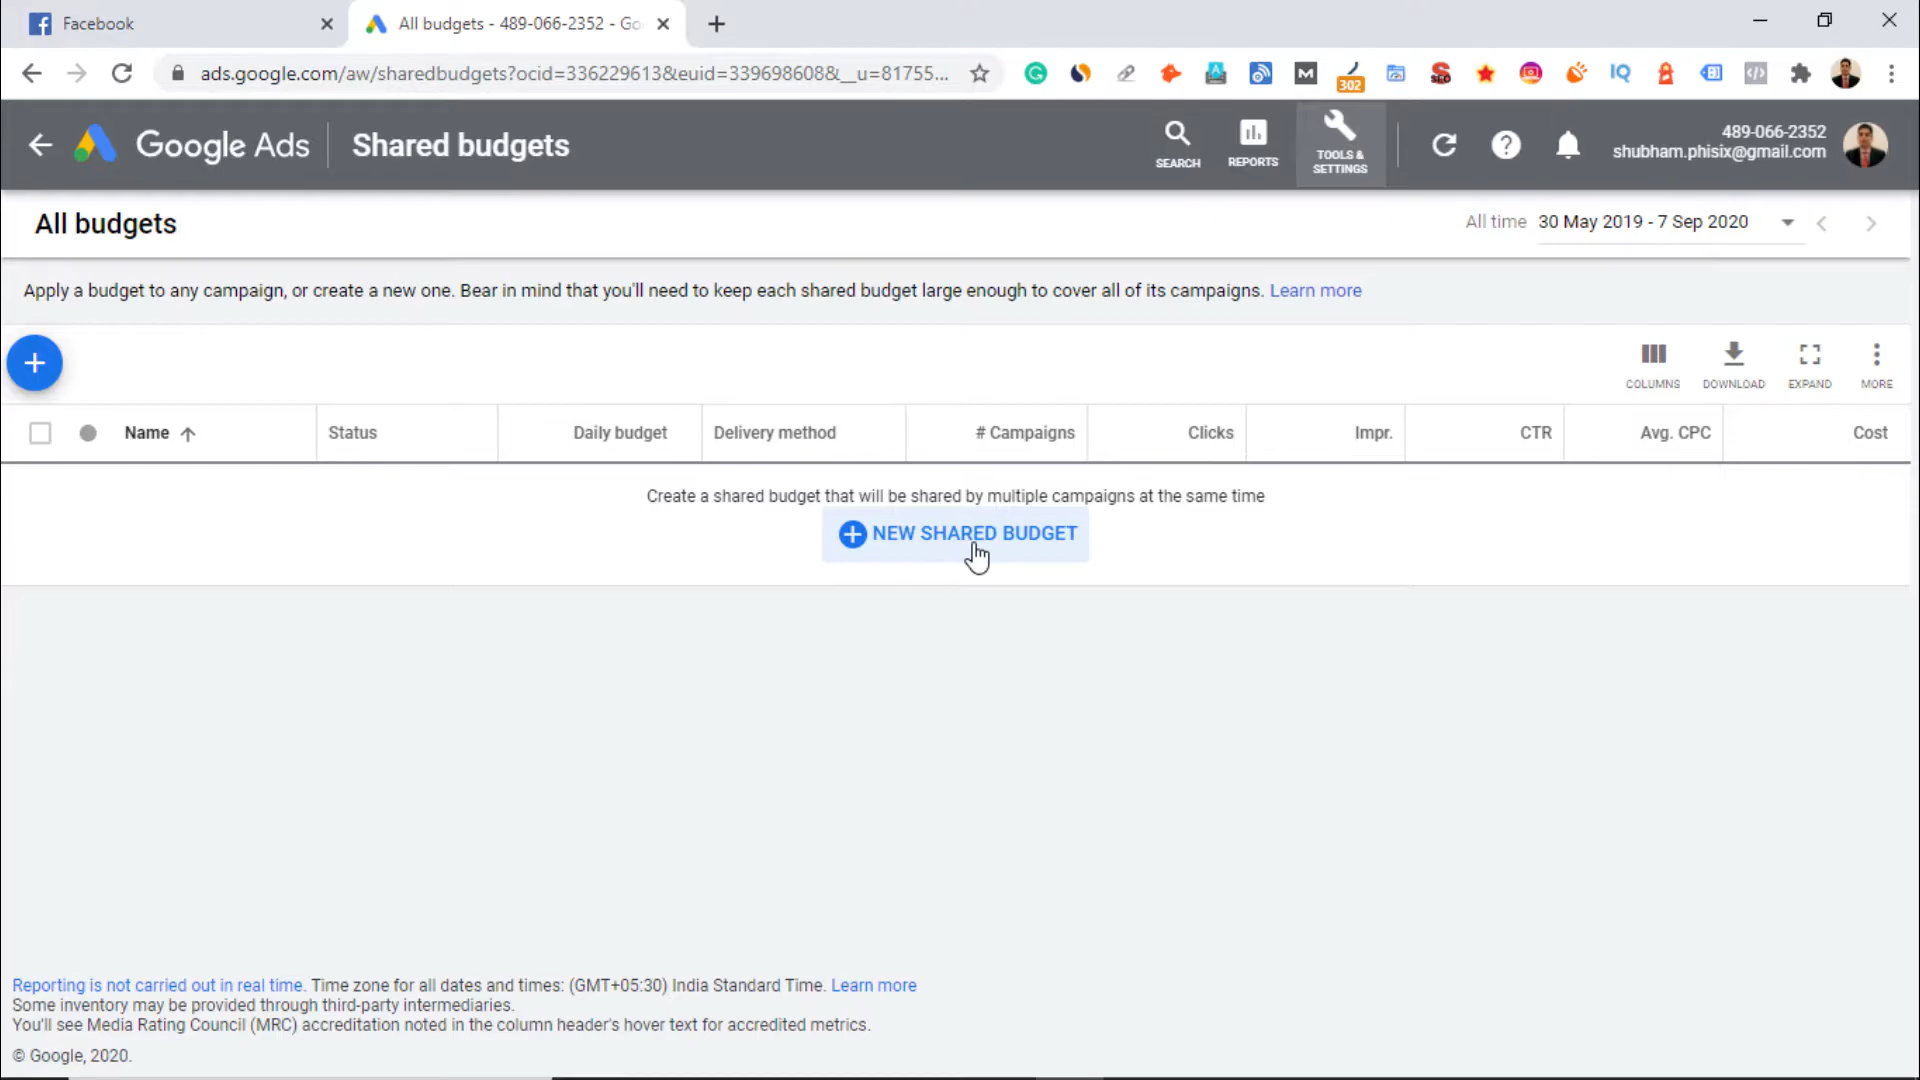 Facebook
All budgets - 489-066-2352 - Go
ads.google.com/aw/sharedbudgets?ocid=336229613&euid=339698608&__u=81755...
302
SEO
IQ
Google Ads
Shared budgets
SEARCH
REPORTS
TOOLS &
SETTINGS
489-066-2352
shubham.phisix@gmail.com
All budgets
All time 30 May 2019 - 7 Sep 2020
Apply a budget to any campaign, or create a new one. Bear in mind that you'll need to keep each shared budget large enough to cover all of its campaigns. Learn more
COLUMNS
DOWNLOAD
EXPAND
MORE
Name
Status
Daily budget
Delivery method
# Campaigns
Clicks
Impr.
CTR
Avg. CPC
Cost
Create a shared budget that will be shared by multiple campaigns at the same time
NEW SHARED BUDGET
Reporting is not carried out in real time. Time zone for all dates and times: (GMT+05:30) India Standard Time. Learn more
Some inventory may be provided through third-party intermediaries.
You'll see Media Rating Council (MRC) accreditation noted in the column header's hover text for accredited metrics.
© Google, 2020.